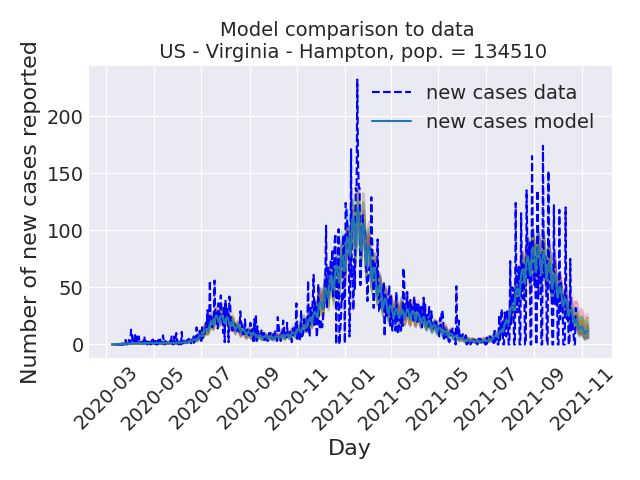 Model comparison to data
US - Virginia - Hampton, pop. = 134510
Number of new cases reported
200
150
100
50
0
new cases data
new cases model
2020-03
2020-05
2020-07
2020-09
2020-11
2021-01
2021-03
2021-05
2021-07
2021-09
2021-11
Day